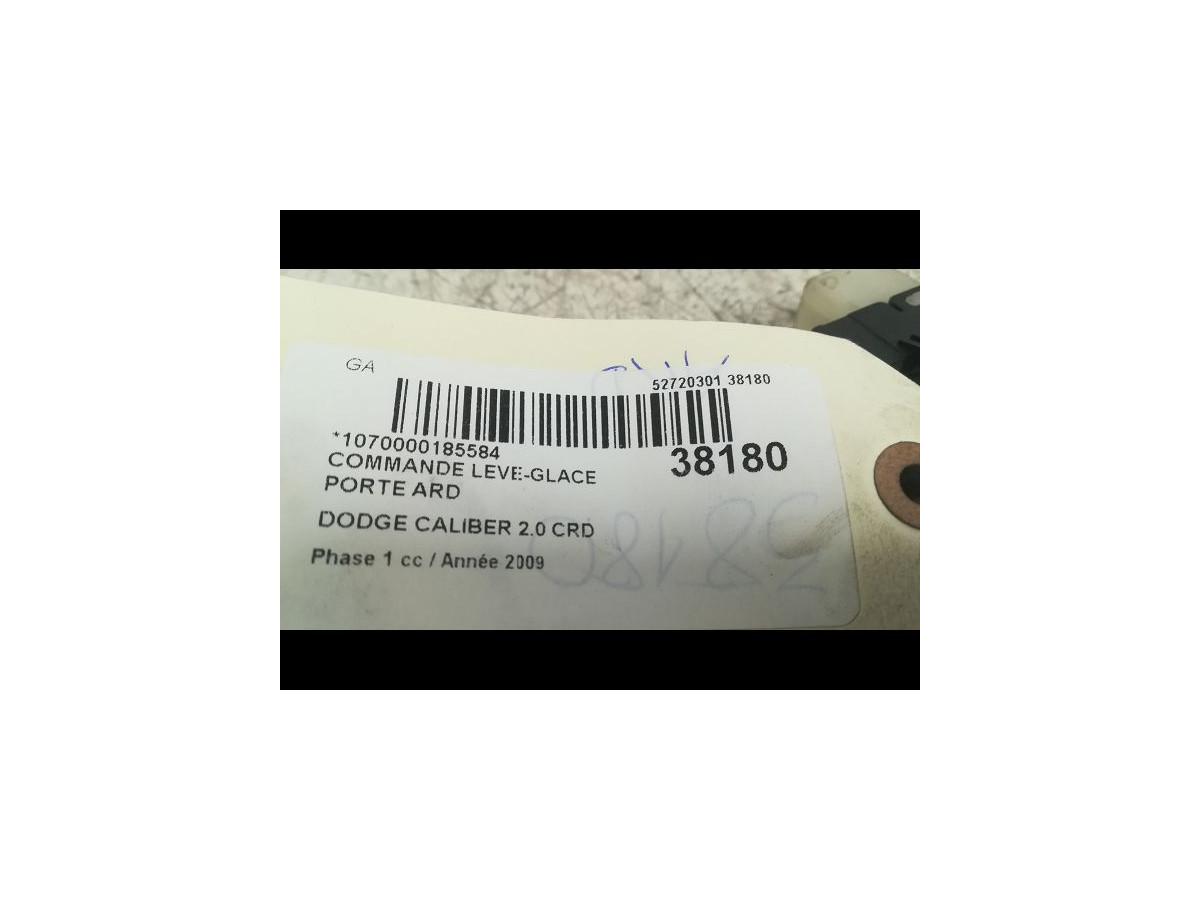 GA
52720301 38180
*1070000185584
38180
COMMANDE LEVE-GLACE
PORTE ARD
DODGE CALIBER 2.0 CRD
Phase 1 cc / Année 2009
38180